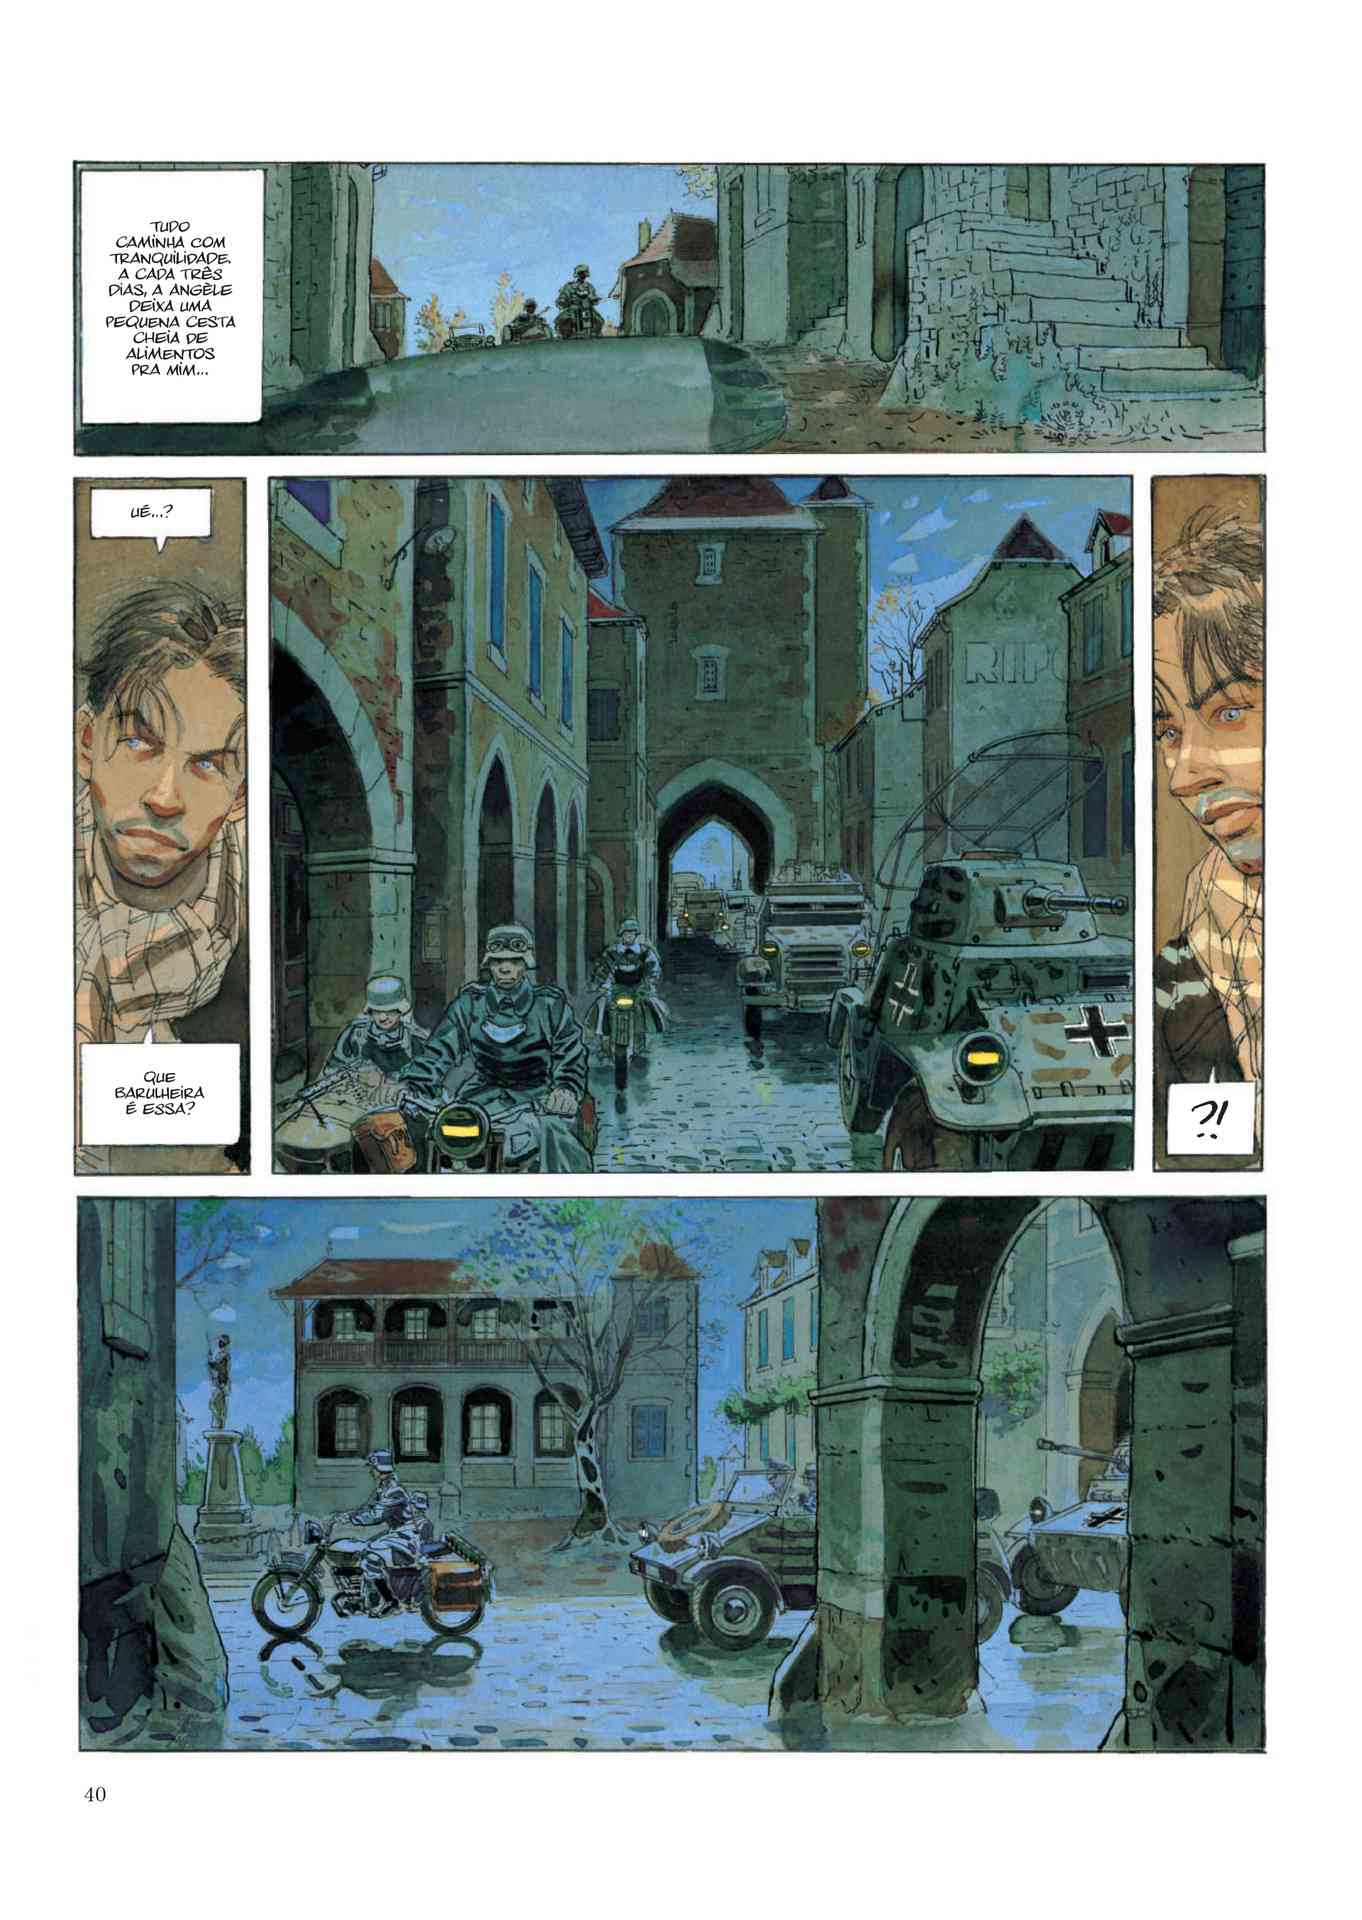 TUDO
CAMINHA COM
TRANQUILIDADE.
A CADA TRÊS
DIAS, A ANGÈLE
DEIXA UMA
PEQUENA CESTA
CHEIA DE
ALIMENTOS
PRA MIM...
UÉ...?
QUE
BARULHEIRA
É ESSA?
RIPO
?!
40